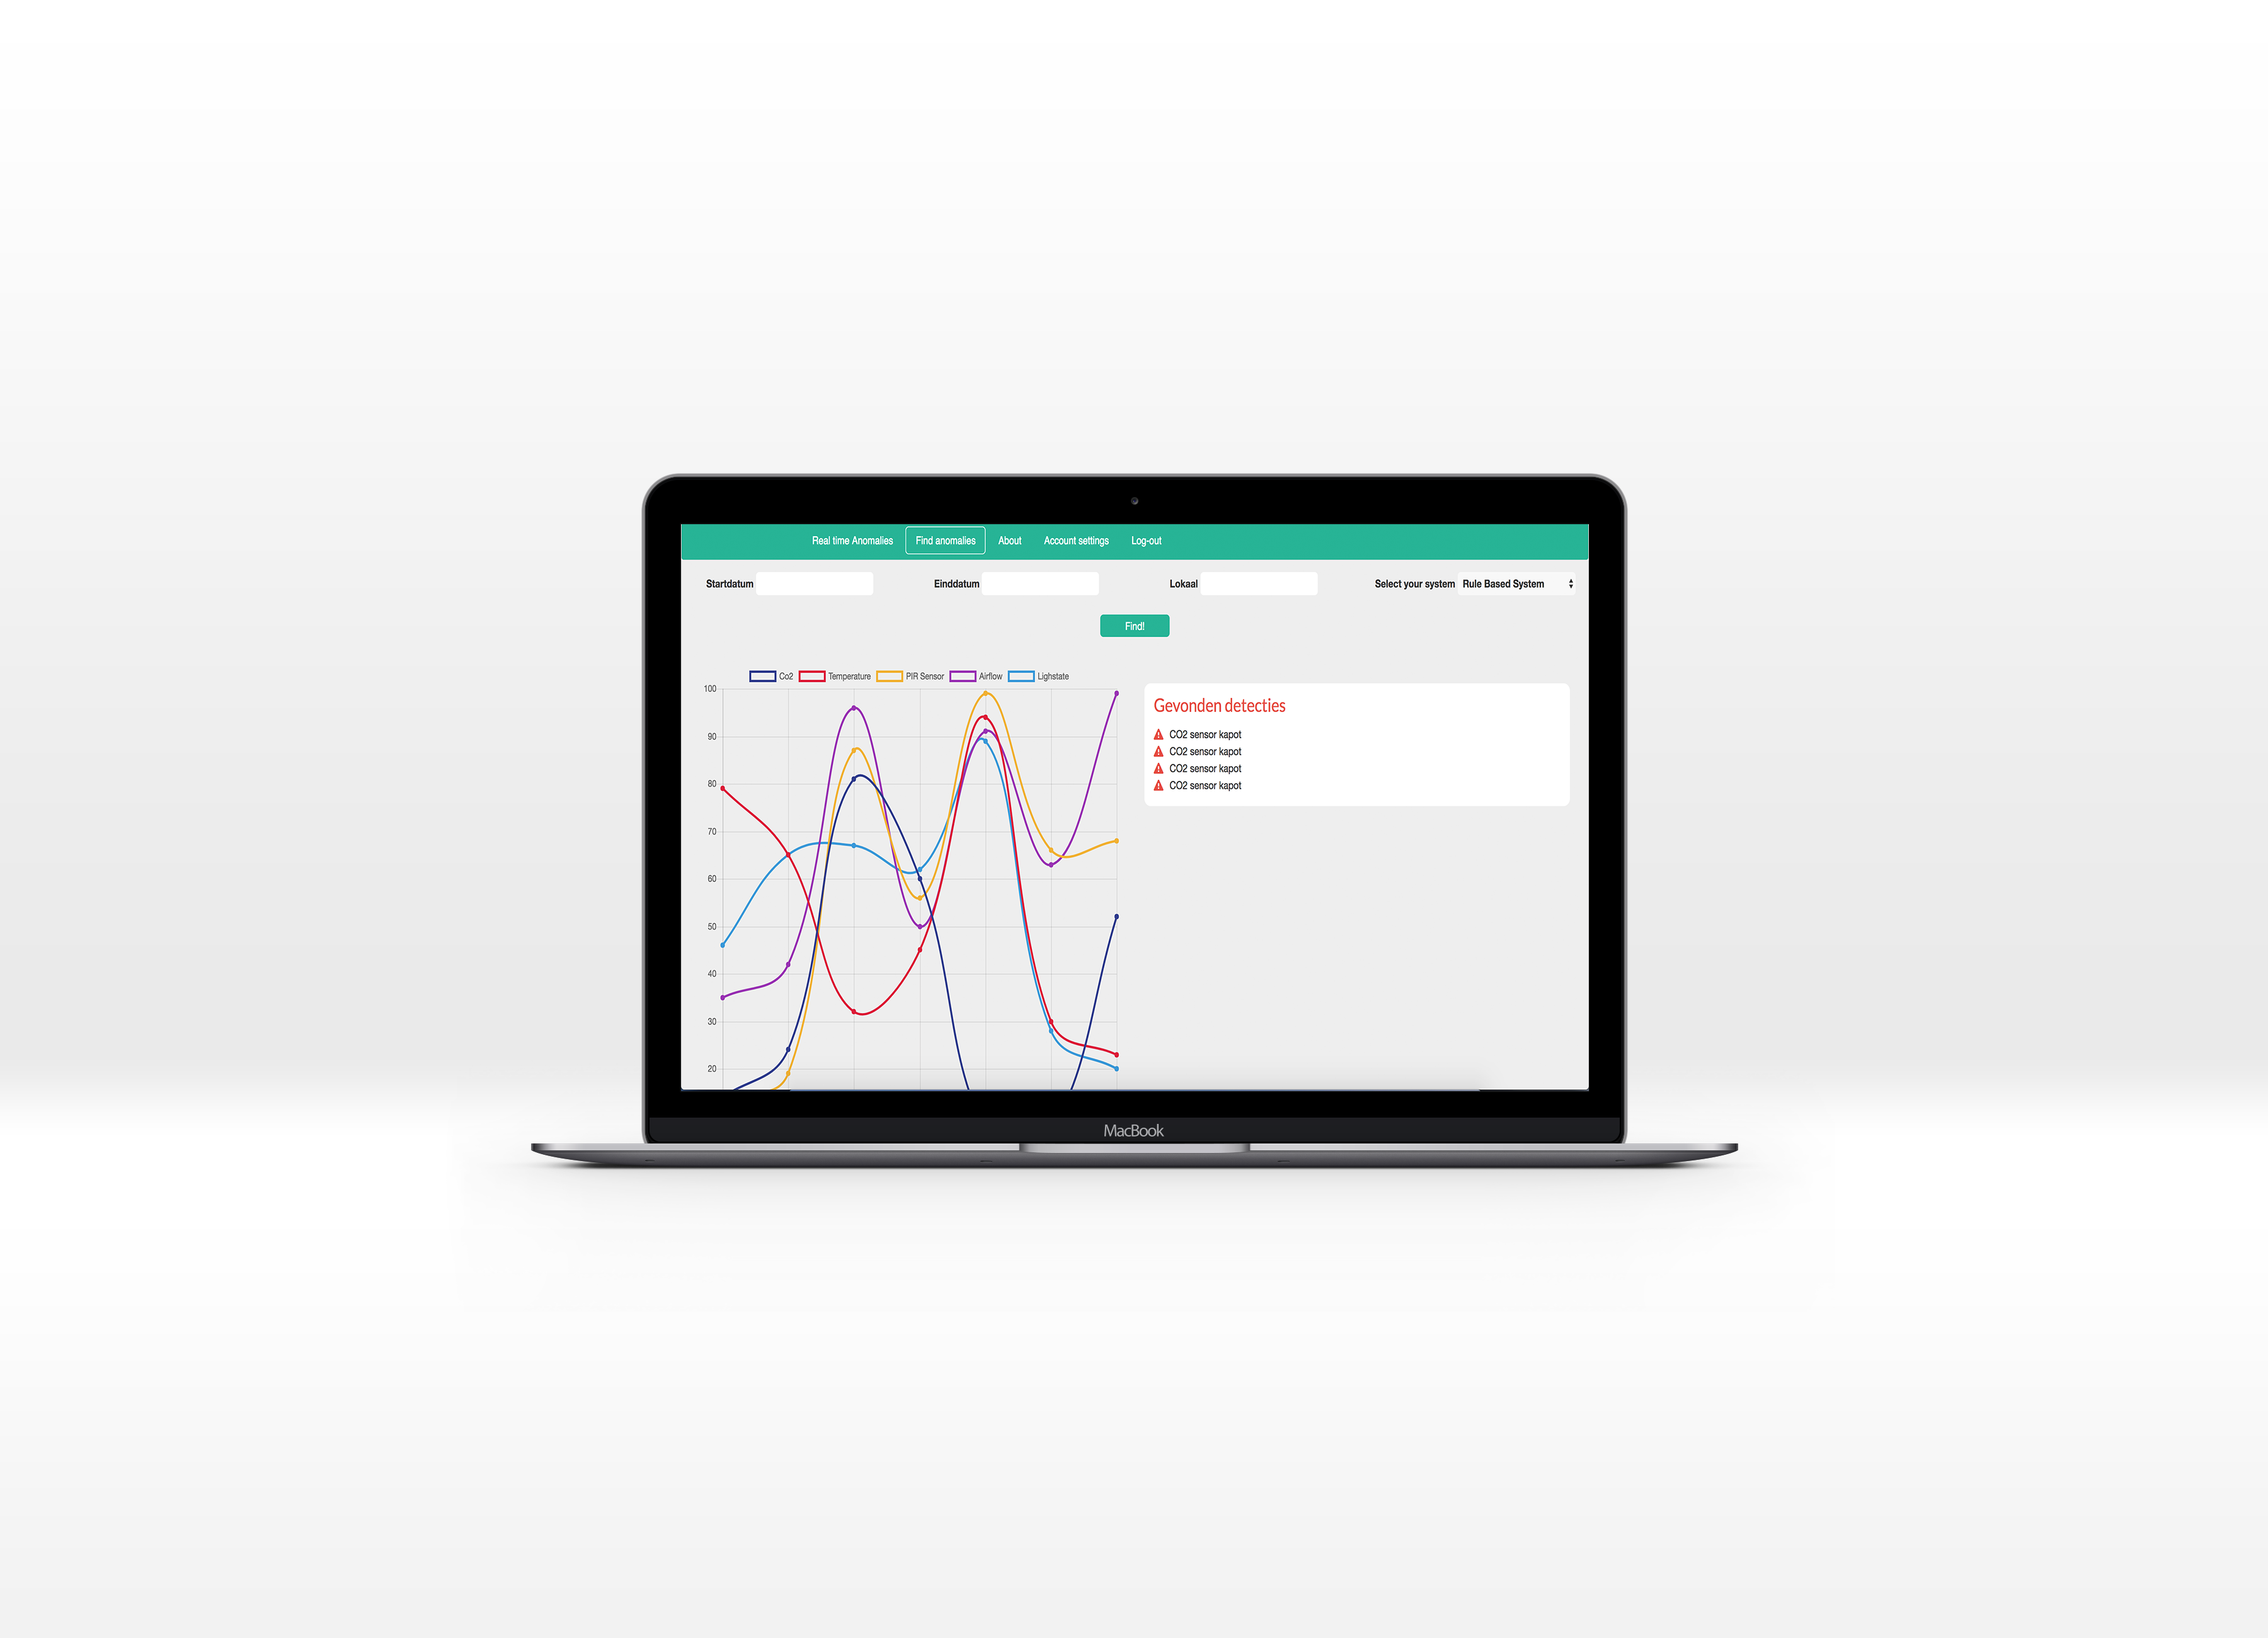 Real time Anomalies Find anomalies About Account settings Log-out
Startdatum Einddatum Lokaal Select your system Rule Based System
Find!
Co2 Temperature PIR Sensor Airflow Lighstate
100
90
80
70
60
50
40
30
20
Gevonden detecties
CO2 sensor kapot
CO2 sensor kapot
CO2 sensor kapot
CO2 sensor kapot
MacBook